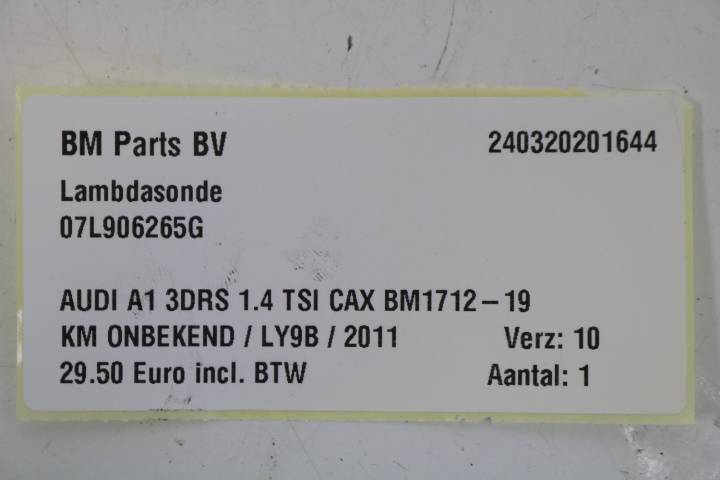 BM Parts BV 240320201644
Lambdasonde
07L906265G
AUDI A1 3DRS 1.4 TSI CAX BM1712-19
KM ONBEKEND / LY9B / 2011 Verz: 10
29.50 Euro incl. BTW Aantal: 1